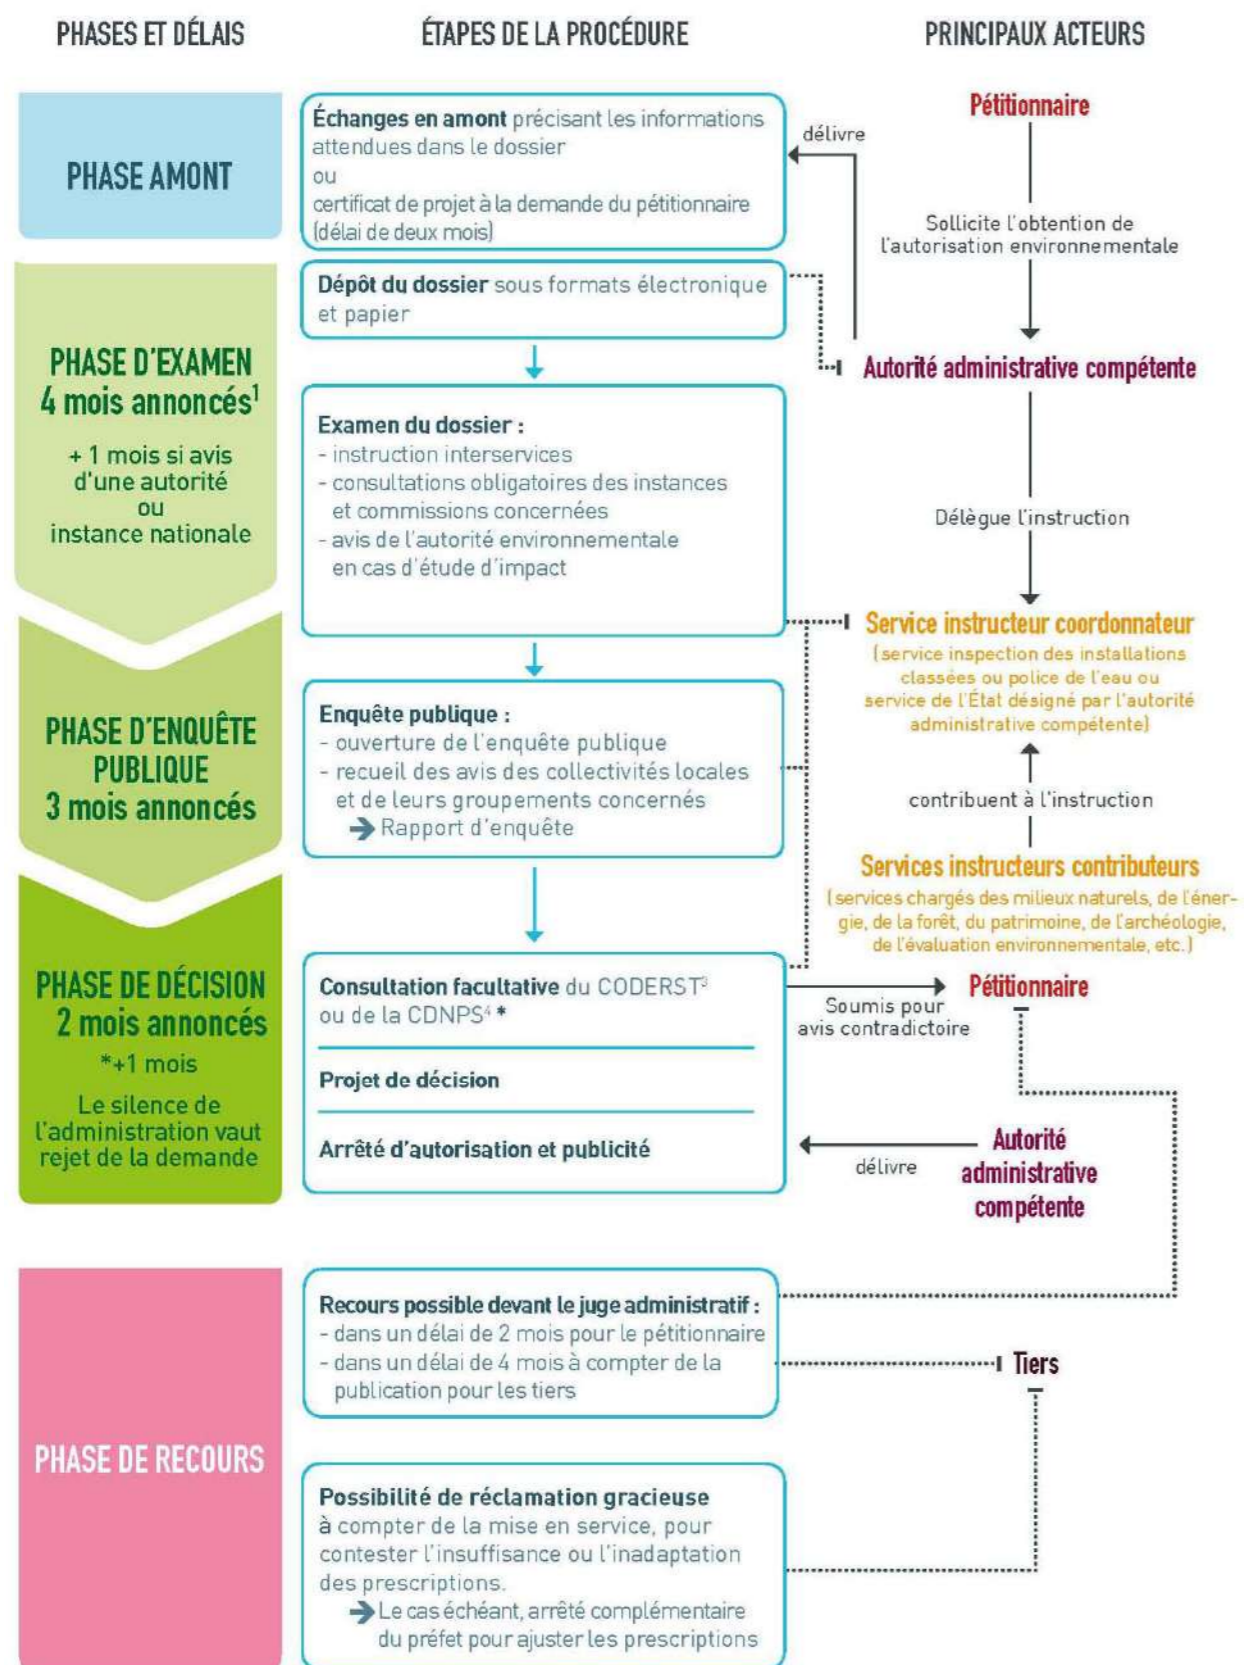 PHASES ET DÉLAIS
ÉTAPES DE LA PROCÉDURE
PRINCIPAUX ACTEURS
PHASE AMONT
Échanges en amont précisant les informations
attendues dans le dossier
ou
certificat de projet à la demande du pétitionnaire
(délai de deux mois)
délivre
Pétitionnaire
Sollicite l'obtention de
l'autorisation environnementale
PHASE D'EXAMEN
4 mois annoncés1
+ 1 mois si avis
d'une autorité
ou
instance nationale
Dépôt du dossier sous formats électronique
et papier
Autorité administrative compétente
Examen du dossier :
- instruction interservices
- consultations obligatoires des instances
et commissions concernées
- avis de l'autorité environnementale
en cas d'étude d'impact
Délègue l'instruction
Service instructeur coordonnateur
(service inspection des installations
classées ou police de l'eau ou
service de l'État désigné par l'autorité
administrative compétente)
PHASE D'ENQUÊTE
PUBLIQUE
3 mois annoncés
Enquête publique :
- ouverture de l'enquête publique
- recueil des avis des collectivités locales
et de leurs groupements concernés
➔ Rapport d'enquête
contribuent à l'instruction
Services instructeurs contributeurs
(services chargés des milieux naturels, de l'éner-
gie, de la forêt, du patrimoine, de l'archéologie,
de l'évaluation environnementale, etc.)
PHASE DE DÉCISION
2 mois annoncés
*+1 mois
Le silence de
l'administration vaut
rejet de la demande
Consultation facultative du CODERST3
ou de la CDNPS4 *
Projet de décision
Arrêté d'autorisation et publicité
Soumis pour
avis contradictoire
Pétitionnaire
délivre
Autorité
administrative
compétente
PHASE DE RECOURS
Recours possible devant le juge administratif :
- dans un délai de 2 mois pour le pétitionnaire
- dans un délai de 4 mois à compter de la
publication pour les tiers
Tiers
Possibilité de réclamation gracieuse
à compter de la mise en service, pour
contester l'insuffisance ou l'inadaptation
des prescriptions.
➔ Le cas échéant, arrêté complémentaire
du préfet pour ajuster les prescriptions